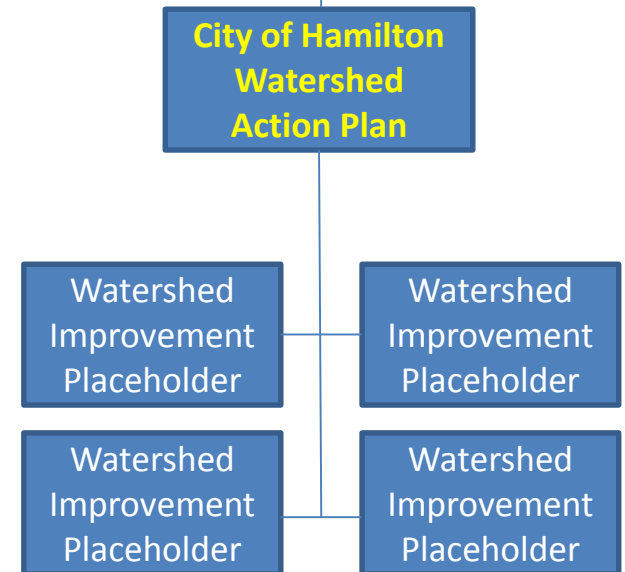 City of Hamilton
Watershed
Action Plan
Watershed
Improvement
Placeholder
Watershed
Improvement
Placeholder
Watershed
Improvement
Placeholder
Watershed
Improvement
Placeholder